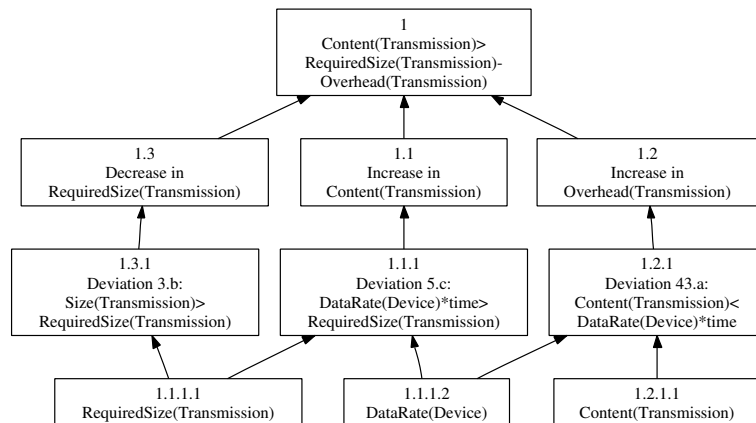 1
Content(Transmission)>
RequiredSize(Transmission)-
Overhead(Transmission)
1.3
Decrease in
RequiredSize(Transmission)
1.1
Increase in
Content(Transmission)
1.2
Increase in
Overhead(Transmission)
1.3.1
Deviation 3.b:
Size(Transmission)>
RequiredSize(Transmission)
1.1.1
Deviation 5.c:
DataRate(Device)*time>
RequiredSize(Transmission)
1.2.1
Deviation 43.a:
Content(Transmission)<
DataRate(Device)*time
1.1.1.1
RequiredSize(Transmission)
1.1.1.2
DataRate(Device)
1.2.1.1
Content(Transmission)